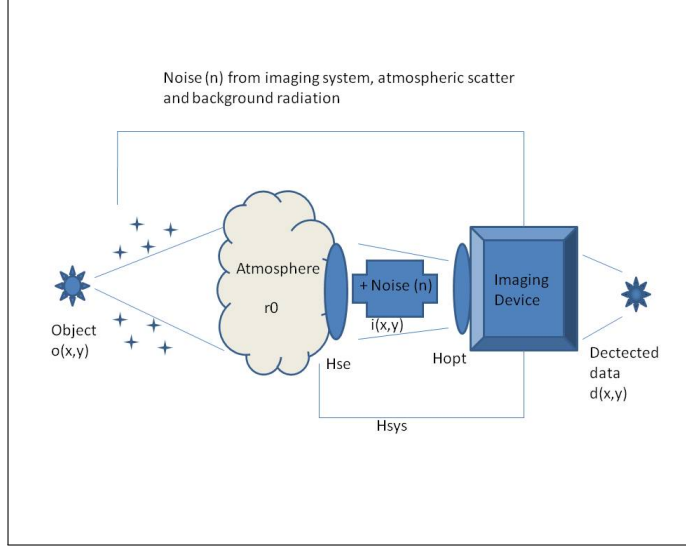 Noise (n) from imaging system, atmospheric scatter
and background radiation
Atmosphere
r0
+ Noise (n)
i(x,y)
Imaging
Device
Object
o(x,y)
Hse
Hopt
Dectected
data
d(x,y)
Hsys